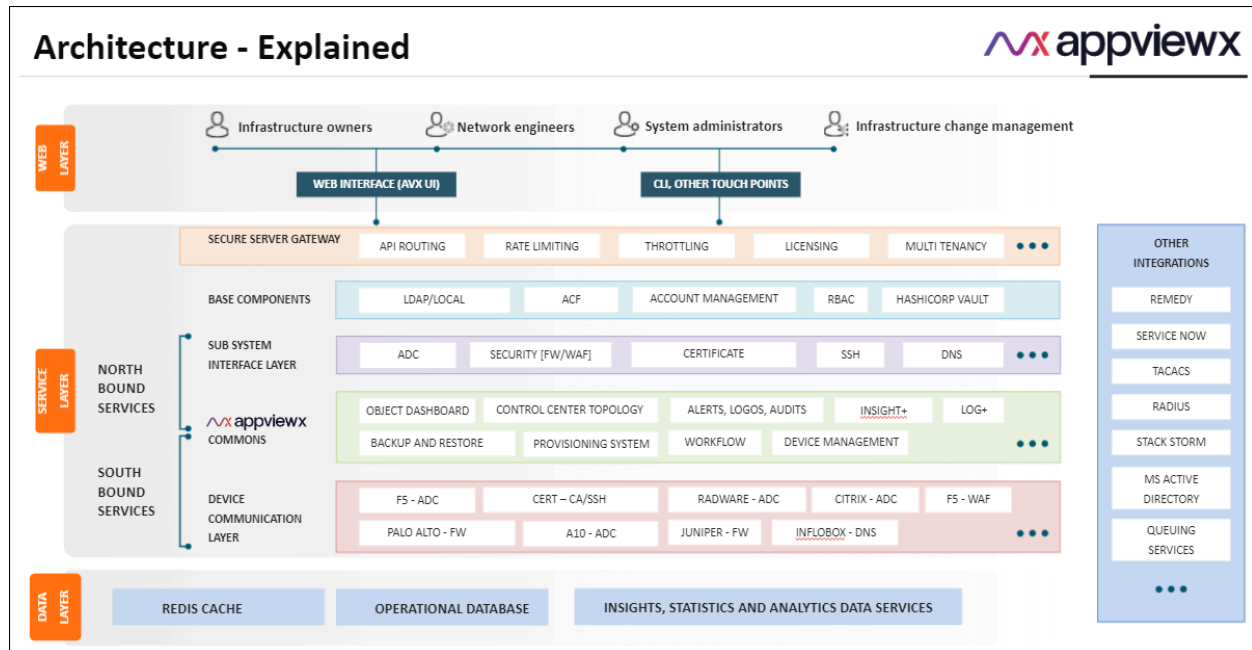 Architecture - Explained
appviewx
WEB LAYER
Infrastructure owners
Network engineers
System administrators
Infrastructure change management
WEB INTERFACE (AVX UI)
CLI, OTHER TOUCH POINTS
SERVICE LAYER
NORTH
BOUND
SERVICES
SOUTH
BOUND
SERVICES
SECURE SERVER GATEWAY
API ROUTING
RATE LIMITING
THROTTLING
LICENSING
MULTI TENANCY
BASE COMPONENTS
LDAP/LOCAL
ACF
ACCOUNT MANAGEMENT
RBAC
HASHICORP VAULT
SUB SYSTEM
INTERFACE LAYER
ADC
SECURITY [FW/WAF]
CERTIFICATE
SSH
DNS
appviewx
COMMONS
OBJECT DASHBOARD
CONTROL CENTER TOPOLOGY
ALERTS, LOGOS, AUDITS
INSIGHT+
LOG+
BACKUP AND RESTORE
PROVISIONING SYSTEM
WORKFLOW
DEVICE MANAGEMENT
DEVICE
COMMUNICATION
LAYER
F5 - ADC
CERT – CA/SSH
RADWARE - ADC
CITRIX - ADC
F5 - WAF
PALO ALTO - FW
A10 - ADC
JUNIPER - FW
INFLOBOX - DNS
OTHER
INTEGRATIONS
REMEDY
SERVICE NOW
TACACS
RADIUS
STACK STORM
MS ACTIVE
DIRECTORY
QUEUING
SERVICES
DATA LAYER
REDIS CACHE
OPERATIONAL DATABASE
INSIGHTS, STATISTICS AND ANALYTICS DATA SERVICES